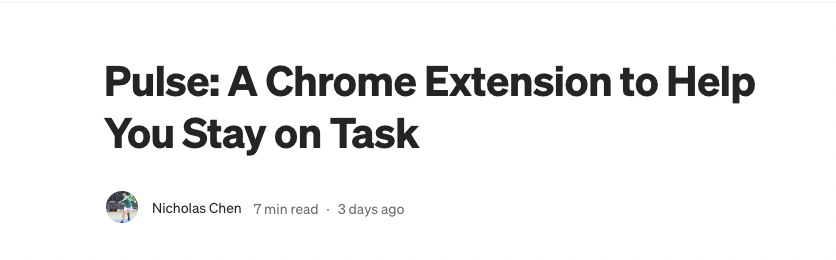 Pulse: A Chrome Extension to Help
You Stay on Task
Nicholas Chen 7 min read · 3 days ago